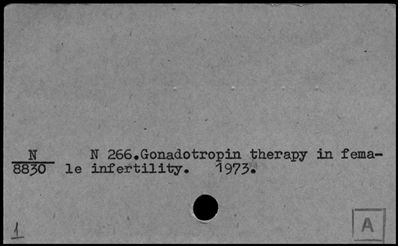 N N 266.Gonadotropin therapy in fema-
8830 le infertility. 1973.
1 A